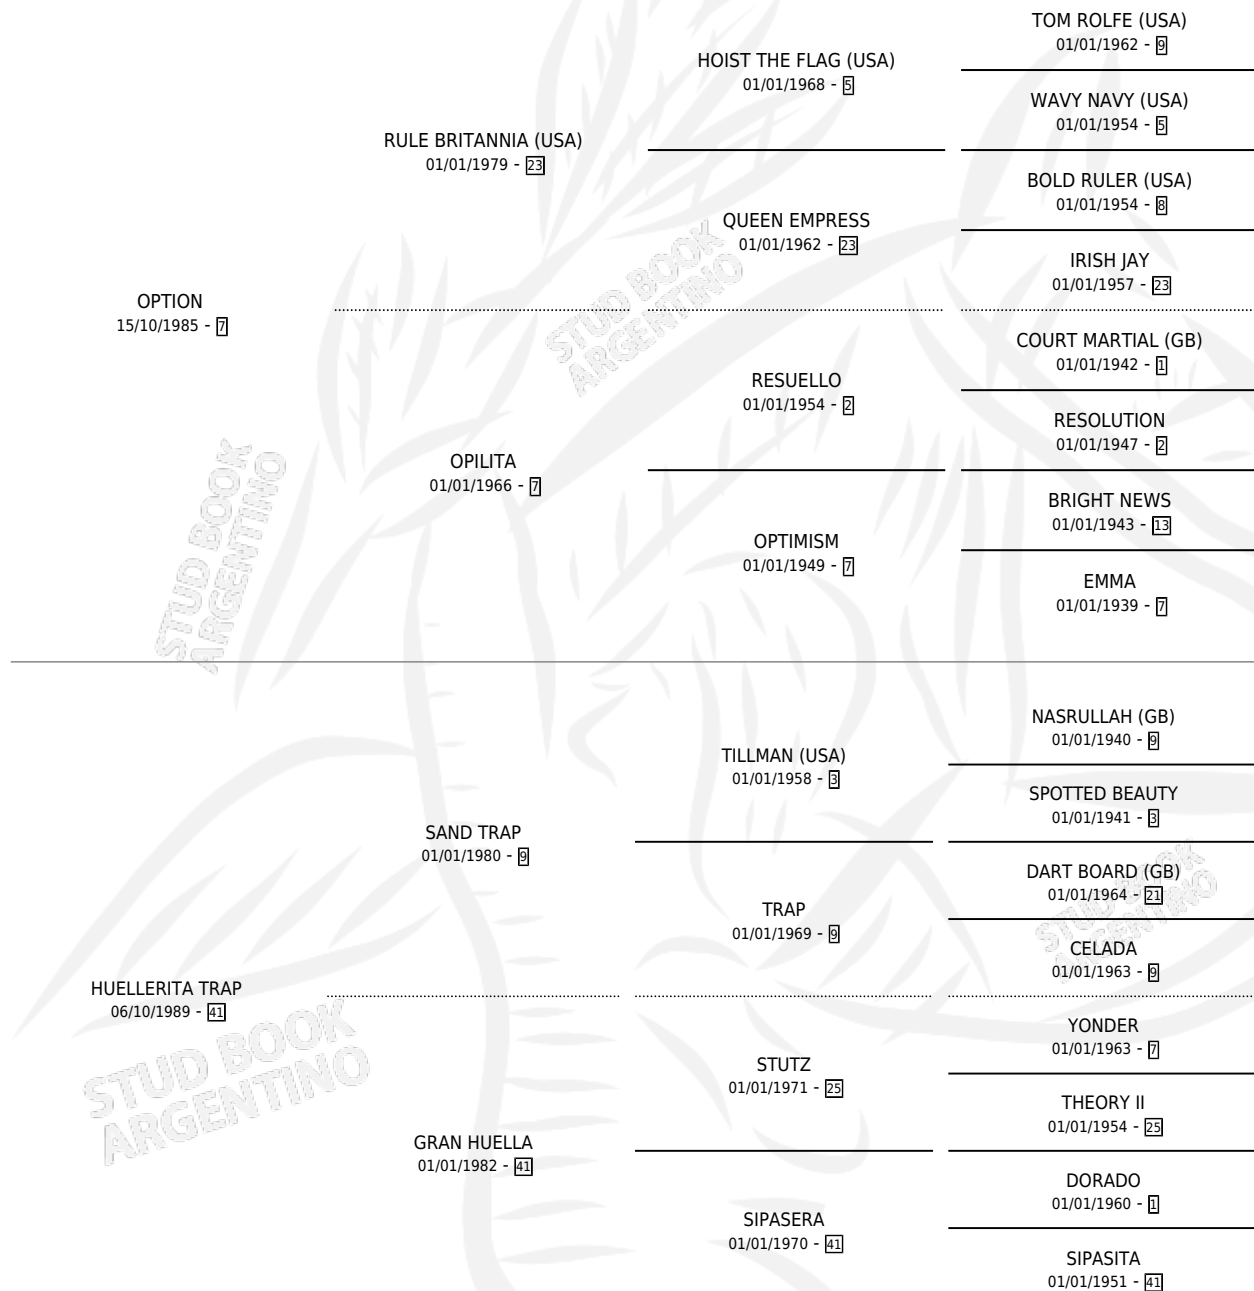 TOM ROLFE (USA)
01/01/1962 - 9
HOIST THE FLAG (USA)
01/01/1968 - 5
WAVY NAVY (USA)
01/01/1954 - 5
RULE BRITANNIA (USA)
01/01/1979 - 23
BOLD RULER (USA)
01/01/1954 - 8
QUEEN EMPRESS
01/01/1962 - 23
IRISH JAY
01/01/1957 - 23
OPTION
15/10/1985 - 7
COURT MARTIAL (GB)
01/01/1942 - 1
RESUELLO
01/01/1954 - 2
RESOLUTION
01/01/1947 - 2
OPILITA
01/01/1966 - 7
BRIGHT NEWS
01/01/1943 - 13
OPTIMISM
01/01/1949 - 7
EMMA
01/01/1939 - 7
STUD BOOK
ARGENTINO
STUD BOOK
ARGENTINO
NASRULLAH (GB)
01/01/1940 - 9
TILLMAN (USA)
01/01/1958 - 3
SPOTTED BEAUTY
01/01/1941 - 3
SAND TRAP
01/01/1980 - 9
DART BOARD (GB)
01/01/1964 - 21
TRAP
01/01/1969 - 9
CELADA
01/01/1963 - 9
HUELLERITA TRAP
06/10/1989 - 41
YONDER
01/01/1963 - 7
STUTZ
01/01/1971 - 25
THEORY II
01/01/1954 - 25
GRAN HUELLA
01/01/1982 - 41
DORADO
01/01/1960 - 1
SIPASERA
01/01/1970 - 41
SIPASITA
01/01/1951 - 41
STUD BOOK
ARGENTINO
STUD BOOK
ARGENTINO